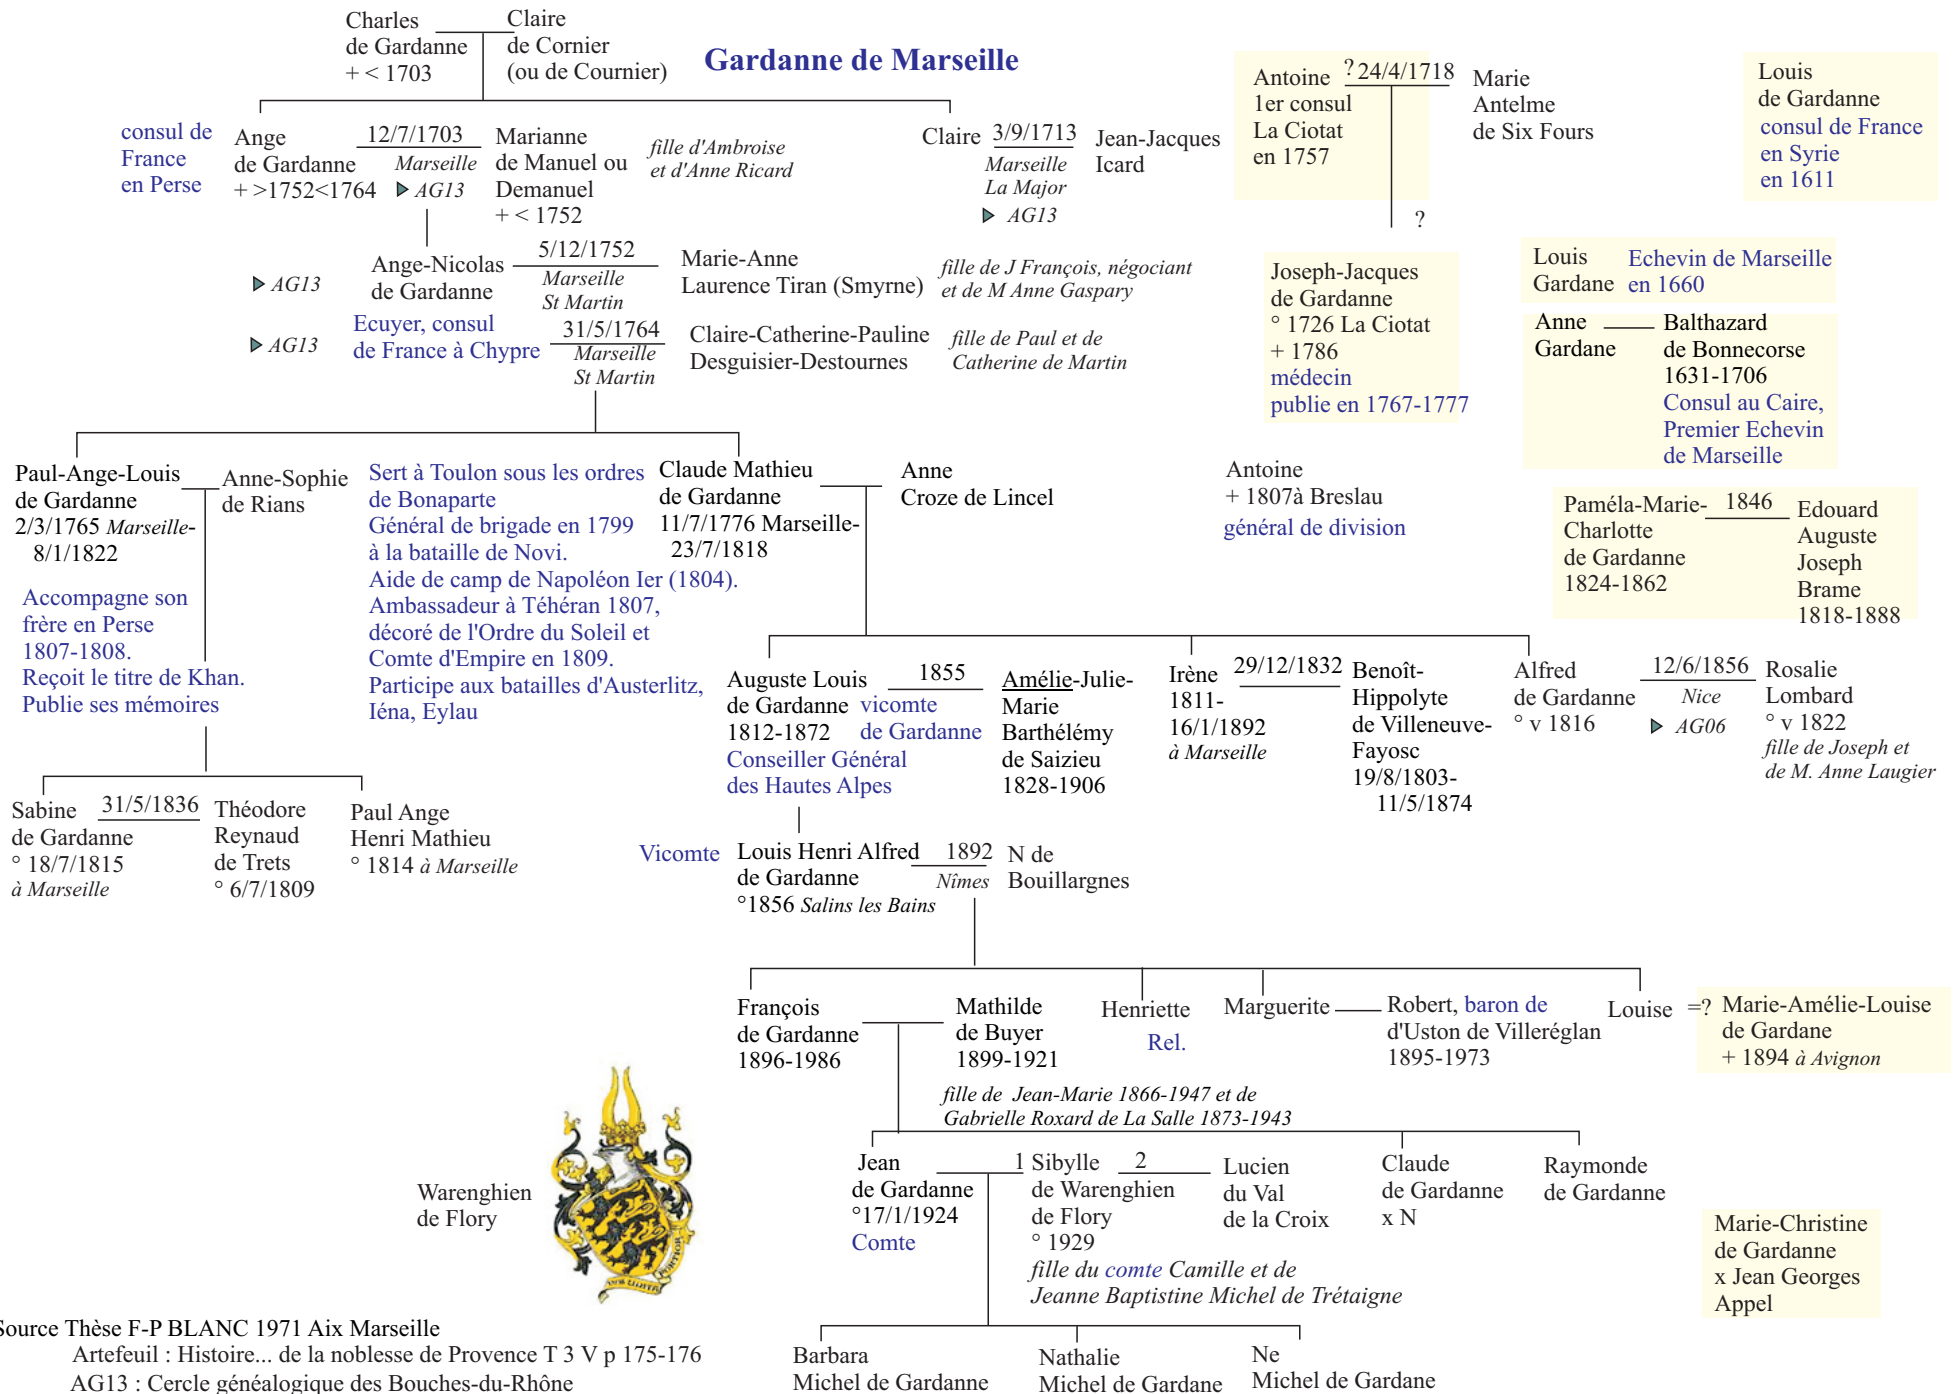 Gardanne de Marseille
Charles
de Gardanne
+ < 1703
Claire
de Cornier
(ou de Cournier)
Antoine
1er consul
La Ciotat
en 1757
? 24/4/1718
Marie
Antelme
de Six Fours
Louis
de Gardanne
consul de France
en Syrie
en 1611
consul de
France
en Perse
Ange
de Gardanne
+ >1752<1764
12/7/1703
Marseille
AG13
Marianne
de Manuel ou
Demanuel
+ < 1752
fille d'Ambroise
et d'Anne Ricard
Claire
3/9/1713
Marseille
La Major
AG13
Jean-Jacques
Icard
?
AG13
Ange-Nicolas
de Gardanne
Ecuyer, consul
de France à Chypre
5/12/1752
Marseille
St Martin
Marie-Anne
Laurence Tiran (Smyrne)
fille de J François, négociant
et de M Anne Gaspary
AG13
31/5/1764
Marseille
St Martin
Claire-Catherine-Pauline
Desguisier-Destournes
fille de Paul et de
Catherine de Martin
Joseph-Jacques
de Gardanne
° 1726 La Ciotat
+ 1786
médecin
publie en 1767-1777
Louis
Gardane
Echevin de Marseille
en 1660
Anne
Gardane
Balthazard
de Bonnecorse
1631-1706
Consul au Caire,
Premier Echevin
de Marseille
Paul-Ange-Louis
de Gardanne
2/3/1765 Marseille-
8/1/1822
Anne-Sophie
de Rians
Accompagne son
frère en Perse
1807-1808.
Reçoit le titre de Khan.
Publie ses mémoires
Sert à Toulon sous les ordres
de Bonaparte
Général de brigade en 1799
à la bataille de Novi.
Aide de camp de Napoléon Ier (1804).
Ambassadeur à Téhéran 1807,
décoré de l'Ordre du Soleil et
Comte d'Empire en 1809.
Participe aux batailles d'Austerlitz,
Iéna, Eylau
Claude Mathieu
de Gardanne
11/7/1776 Marseille-
23/7/1818
Anne
Croze de Lincel
Antoine
+ 1807à Breslau
général de division
Paméla-Marie-
Charlotte
de Gardanne
1824-1862
1846
Edouard
Auguste
Joseph
Brame
1818-1888
Auguste Louis
de Gardanne
1812-1872
Conseiller Général
des Hautes Alpes
1855
vicomte
de Gardanne
Amélie-Julie-
Marie
Barthélémy
de Saizieu
1828-1906
Irène
1811-
16/1/1892
à Marseille
29/12/1832
Benoît-
Hippolyte
de Villeneuve-
Fayosc
19/8/1803-
11/5/1874
Alfred
de Gardanne
° v 1816
12/6/1856
Nice
AG06
Rosalie
Lombard
° v 1822
fille de Joseph et
de M. Anne Laugier
Sabine
de Gardanne
° 18/7/1815
à Marseille
31/5/1836
Théodore
Reynaud
de Trets
° 6/7/1809
Paul Ange
Henri Mathieu
° 1814 à Marseille
Vicomte
Louis Henri Alfred
de Gardanne
°1856 Salins les Bains
1892
Nîmes
N de
Bouillargnes
François
de Gardanne
1896-1986
Mathilde
de Buyer
1899-1921
fille de Jean-Marie 1866-1947 et de
Gabrielle Roxard de La Salle 1873-1943
Henriette
Rel.
Marguerite
Robert, baron de
d'Uston de Villeréglan
1895-1973
Louise
=?
Marie-Amélie-Louise
de Gardane
+ 1894 à Avignon
Warenghien
de Flory
Jean
de Gardanne
°17/1/1924
Comte
1
Sibylle
de Warenghien
de Flory
° 1929
fille du comte Camille et de
Jeanne Baptistine Michel de Trétaigne
2
Lucien
du Val
de la Croix
Claude
de Gardanne
x N
Raymonde
de Gardanne
Marie-Christine
de Gardanne
x Jean Georges
Appel
Barbara
Michel de Gardanne
Nathalie
Michel de Gardane
Ne
Michel de Gardane
Source Thèse F-P BLANC 1971 Aix Marseille
Artefeuil : Histoire... de la noblesse de Provence T 3 V p 175-176
AG13 : Cercle généalogique des Bouches-du-Rhône